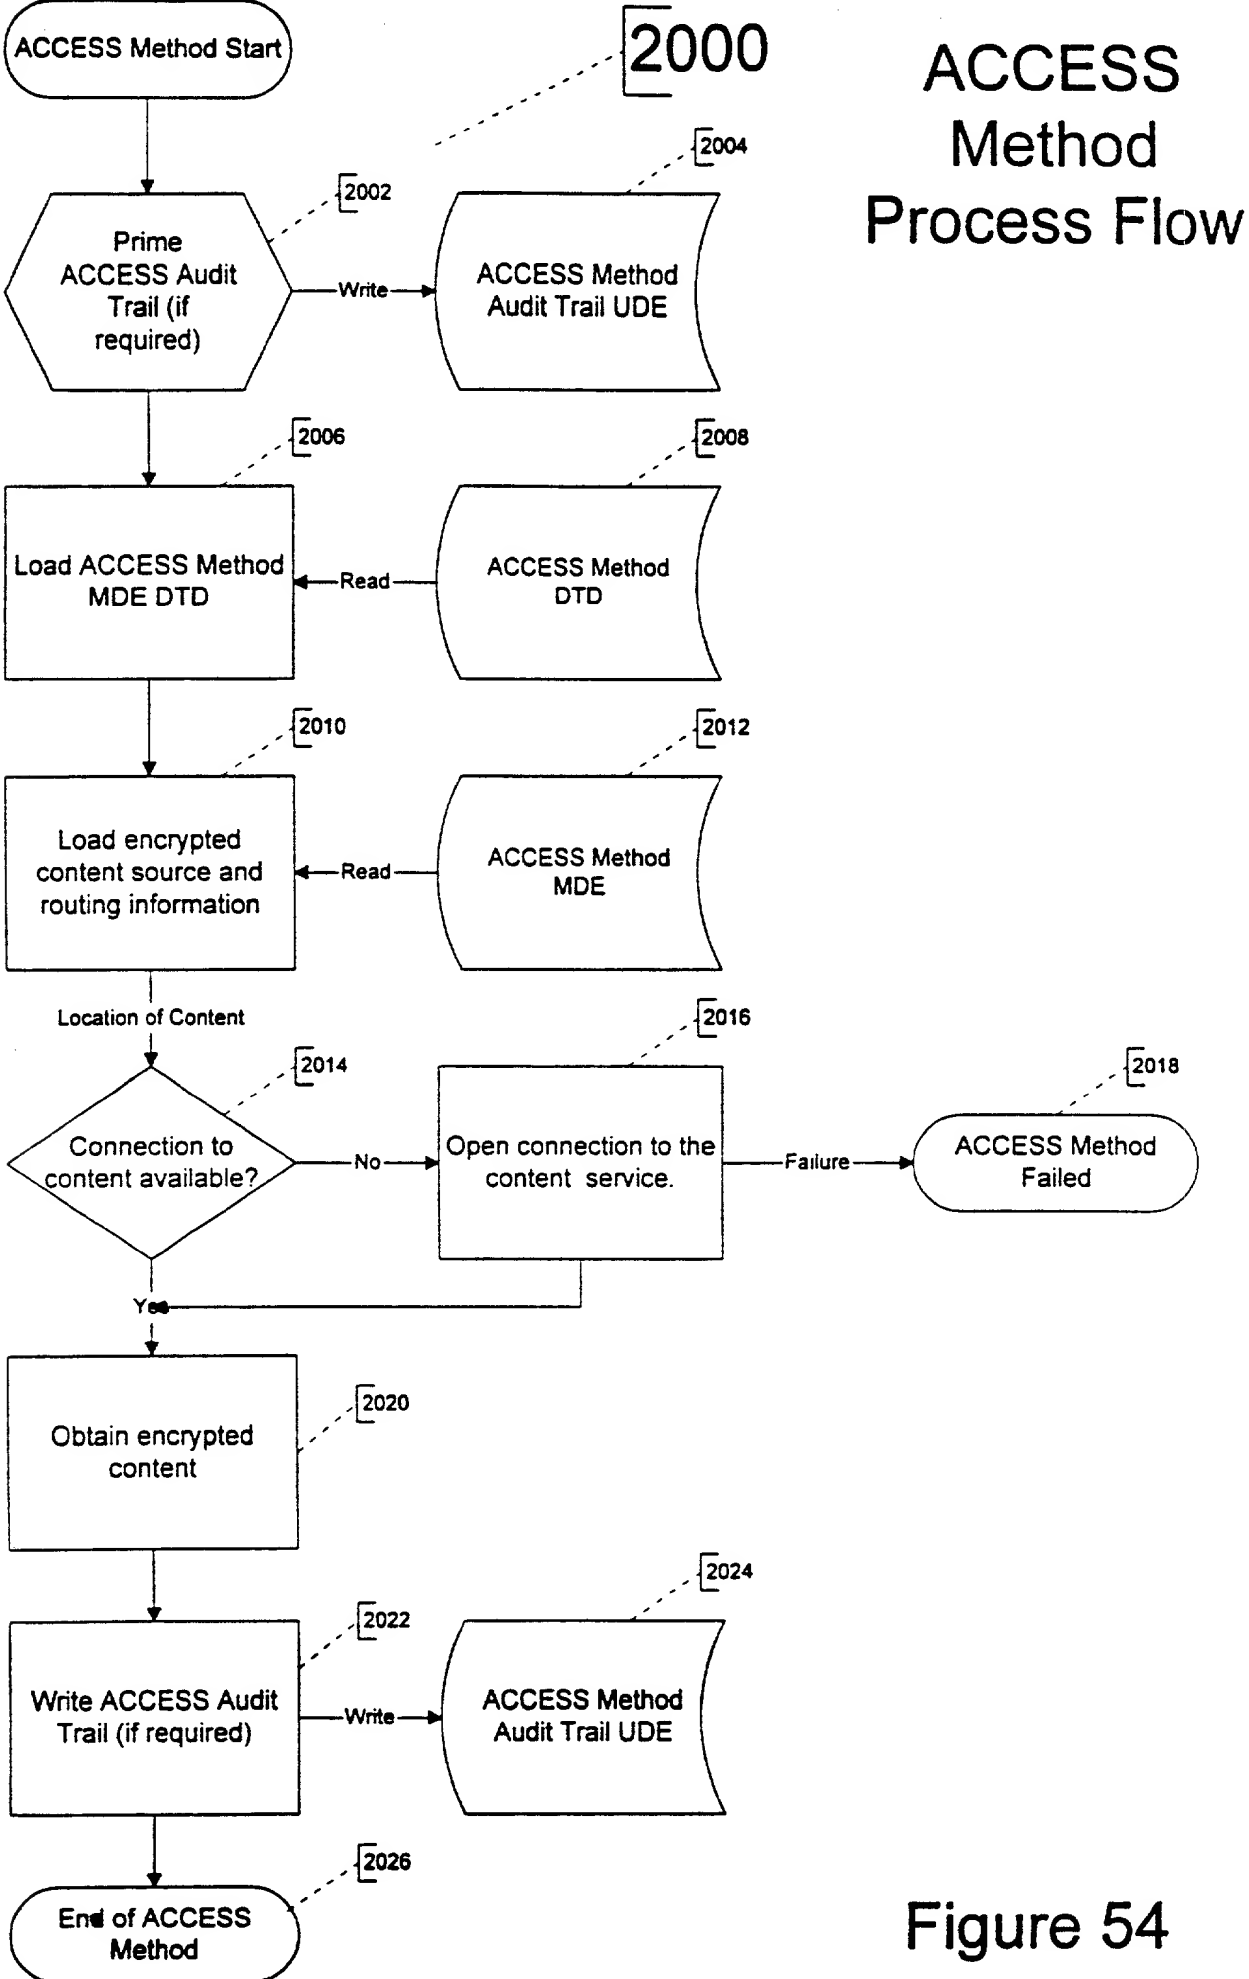 ACCESS Method Start
2000
ACCESS
Method
Process Flow
2002
2004
Prime
ACCESS Audit
Trail (if
required)
Write
ACCESS Method
Audit Trail UDE
2006
2008
Load ACCESS Method
MDE DTD
Read
ACCESS Method
DTD
2010
2012
Load encrypted
content source and
routing information
Read
ACCESS Method
MDE
Location of Content
2014
2016
2018
Connection to
content available?
No
Open connection to the
content service.
Failure
ACCESS Method
Failed
Yes
2020
Obtain encrypted
content
2022
2024
Write ACCESS Audit
Trail (if required)
Write
ACCESS Method
Audit Trail UDE
2026
End of ACCESS
Method
Figure 54